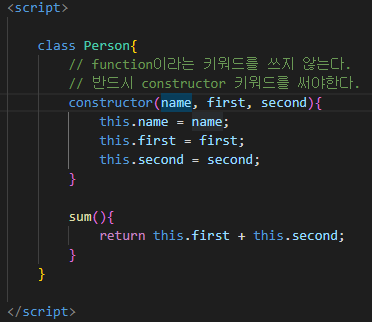 <script>
class Person{
// function이라는 키워드를 쓰지 않는다.
// 반드시 constructor 키워드를 써야한다.
constructor(name, first, second){
this.name = name;
this.first = first;
this.second = second;
}
sum(){
return this.first + this.second;
}
}
</script>